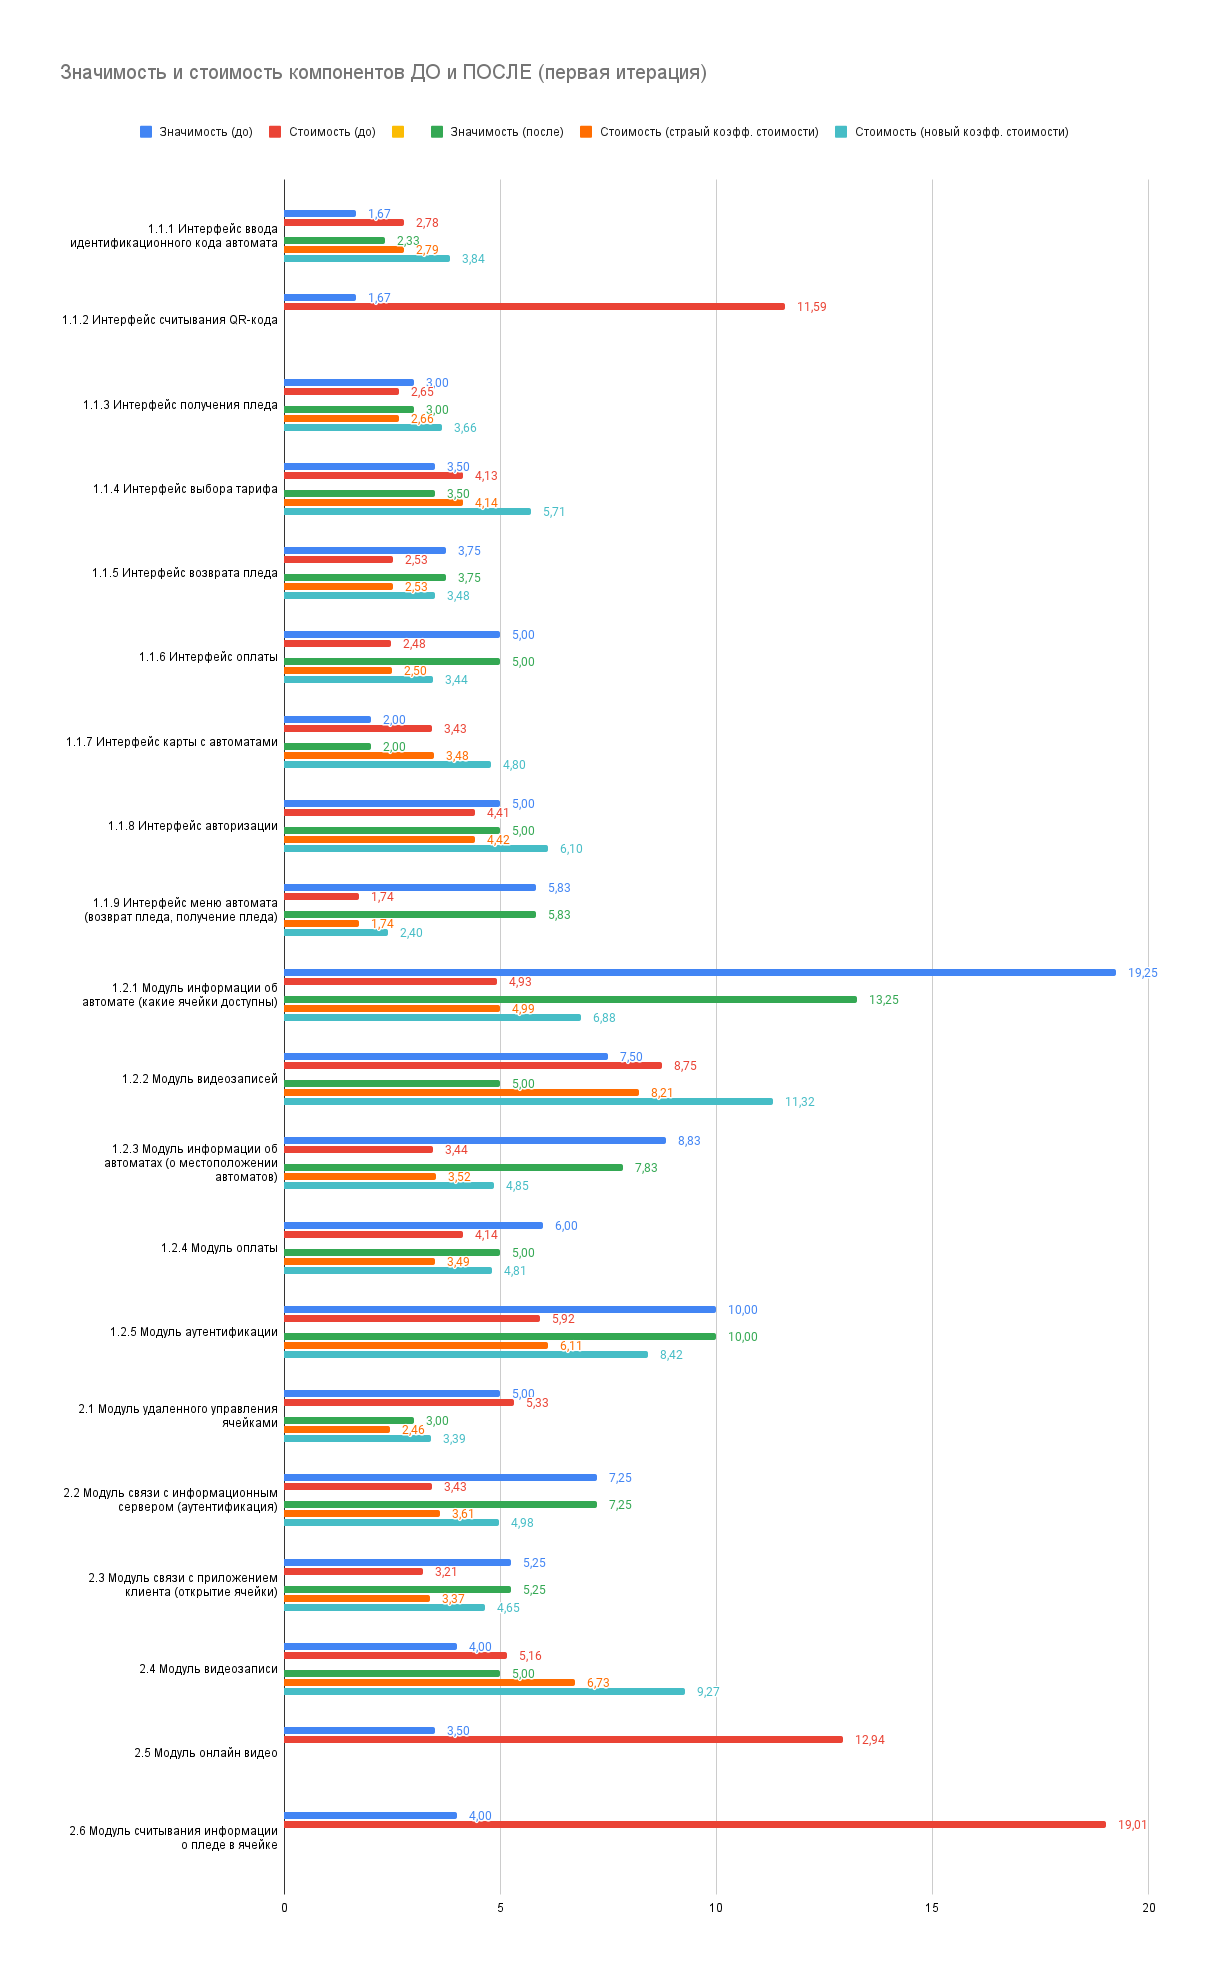 Значимость и стоимость компонентов ДО и ПОСЛЕ (первая итерация)
Значимость (до) Стоимость (до) Значимость (после) Стоимость (страый коэфф. стоимости) Стоимость (новый коэфф. стоимости)
1.1.1 Интерфейс ввода
идентификационного кода автомата
1,67
2,78
2,33
2,79
3,84
1.1.2 Интерфейс считывания QR-кода
1,67
11,59
1.1.3 Интерфейс получения пледа
3,00
2,65
3,00
2,66
3,66
1.1.4 Интерфейс выбора тарифа
3,50
4,13
3,50
4,14
5,71
1.1.5 Интерфейс возврата пледа
3,75
2,53
3,75
2,53
3,48
1.1.6 Интерфейс оплаты
5,00
2,48
5,00
2,50
3,44
1.1.7 Интерфейс карты с автоматами
2,00
3,43
2,00
3,48
4,80
1.1.8 Интерфейс авторизации
5,00
4,41
5,00
4,42
6,10
1.1.9 Интерфейс меню автомата
(возврат пледа, получение пледа)
5,83
1,74
5,83
1,74
2,40
1.2.1 Модуль информации об
автомате (какие ячейки доступны)
19,25
4,93
13,25
4,99
6,88
1.2.2 Модуль видеозаписей
7,50
8,75
5,00
8,21
11,32
1.2.3 Модуль информации об
автоматах (о местоположении
автоматов)
8,83
3,44
7,83
3,52
4,85
1.2.4 Модуль оплаты
6,00
4,14
5,00
3,49
4,81
1.2.5 Модуль аутентификации
10,00
5,92
10,00
6,11
8,42
2.1 Модуль удаленного управления
ячейками
5,00
5,33
3,00
2,46
3,39
2.2 Модуль связи с информационным
сервером (аутентификация)
7,25
3,43
7,25
3,61
4,98
2.3 Модуль связи с приложением
клиента (открытие ячейки)
5,25
3,21
5,25
3,37
4,65
2.4 Модуль видеозаписи
4,00
5,16
5,00
6,73
9,27
2.5 Модуль онлайн видео
3,50
12,94
2.6 Модуль считывания информации
о пледе в ячейке
4,00
19,01
0 5 10 15 20